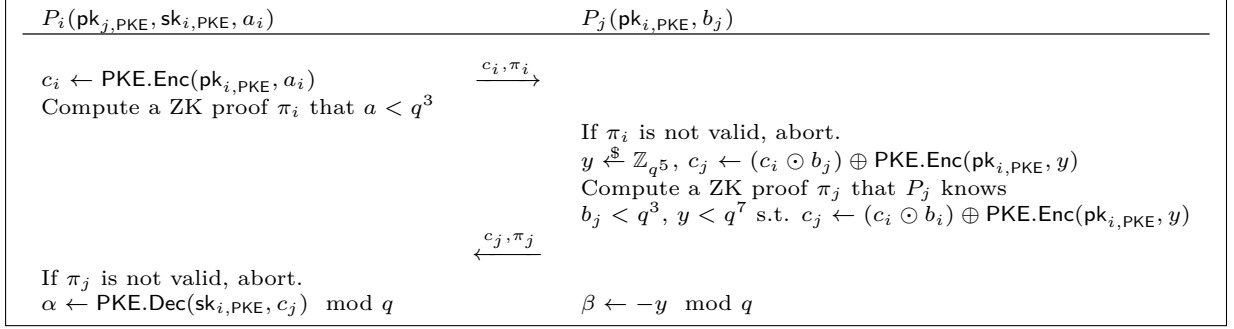 P_i(pk_{j,PKE}, sk_{i,PKE}, a_i) P_j(pk_{i,PKE}, b_j)
c_i ← PKE.Enc(pk_{i,PKE}, a_i) c_i, π_i
Compute a ZK proof π_i that a < q^3
If π_i is not valid, abort.
y ←$ ℤ_{q^5}, c_j ← (c_i ⊙ b_j) ⊕ PKE.Enc(pk_{i,PKE}, y)
Compute a ZK proof π_j that P_j knows
b_j < q^3, y < q^7 s.t. c_j ← (c_i ⊙ b_i) ⊕ PKE.Enc(pk_{i,PKE}, y)
c_j, π_j
If π_j is not valid, abort.
α ← PKE.Dec(sk_{i,PKE}, c_j) mod q β ← −y mod q